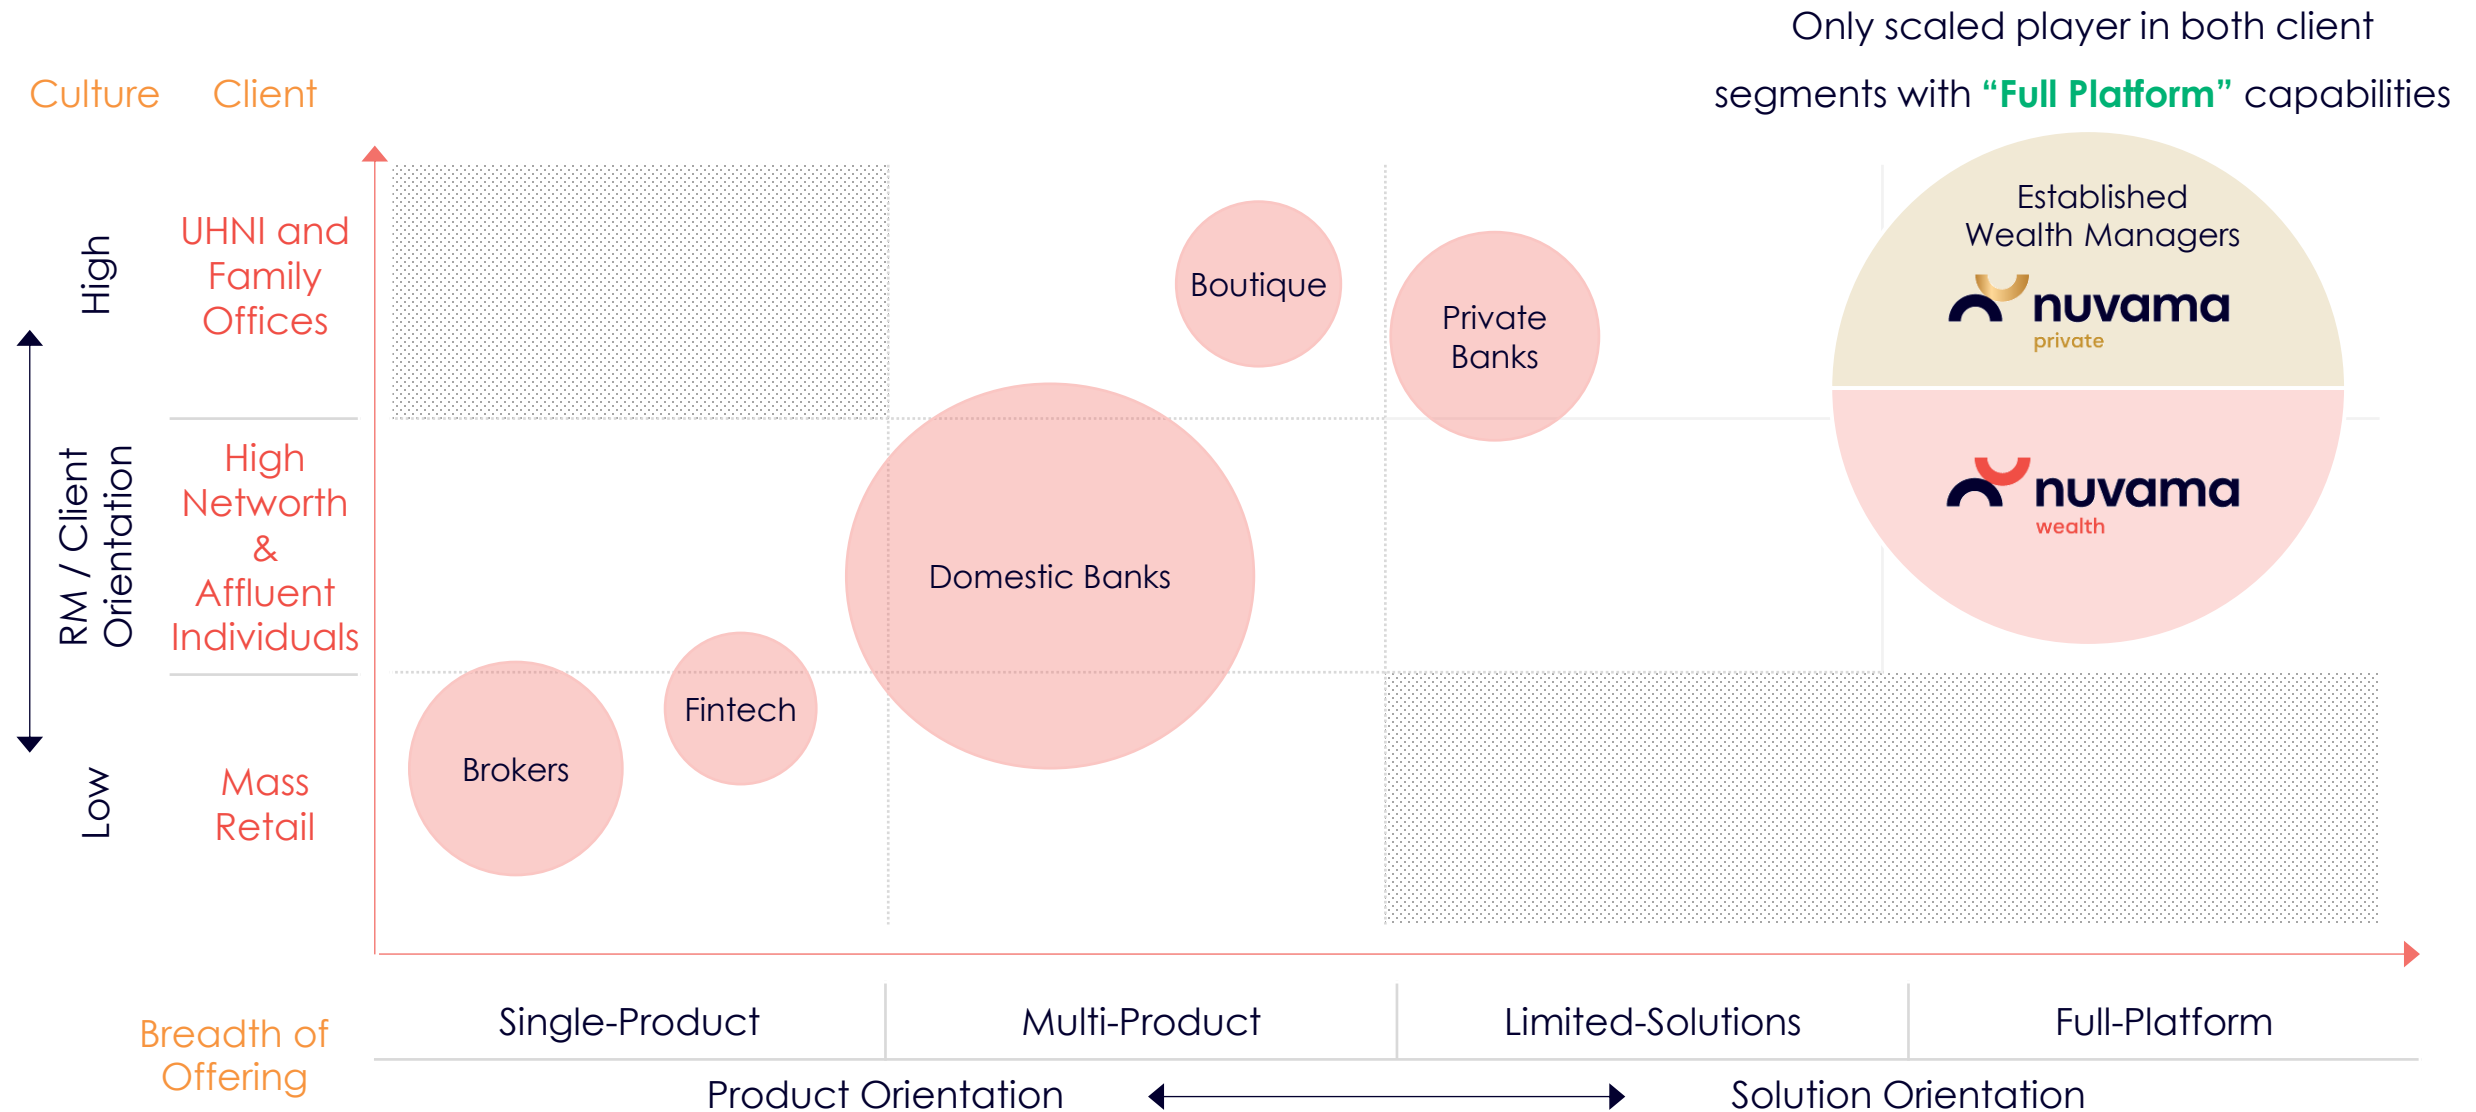 Only scaled player in both client
segments with “Full Platform” capabilities
Culture
Client
High
RM / Client
Orientation
Low
UHNI and
Family
Offices
High
Networth
&
Affluent
Individuals
Mass
Retail
Boutique
Private
Banks
Established
Wealth Managers
nuvama
private
nuvama
wealth
Domestic Banks
Fintech
Brokers
Breadth of
Offering
Single-Product
Multi-Product
Limited-Solutions
Full-Platform
Product Orientation
Solution Orientation